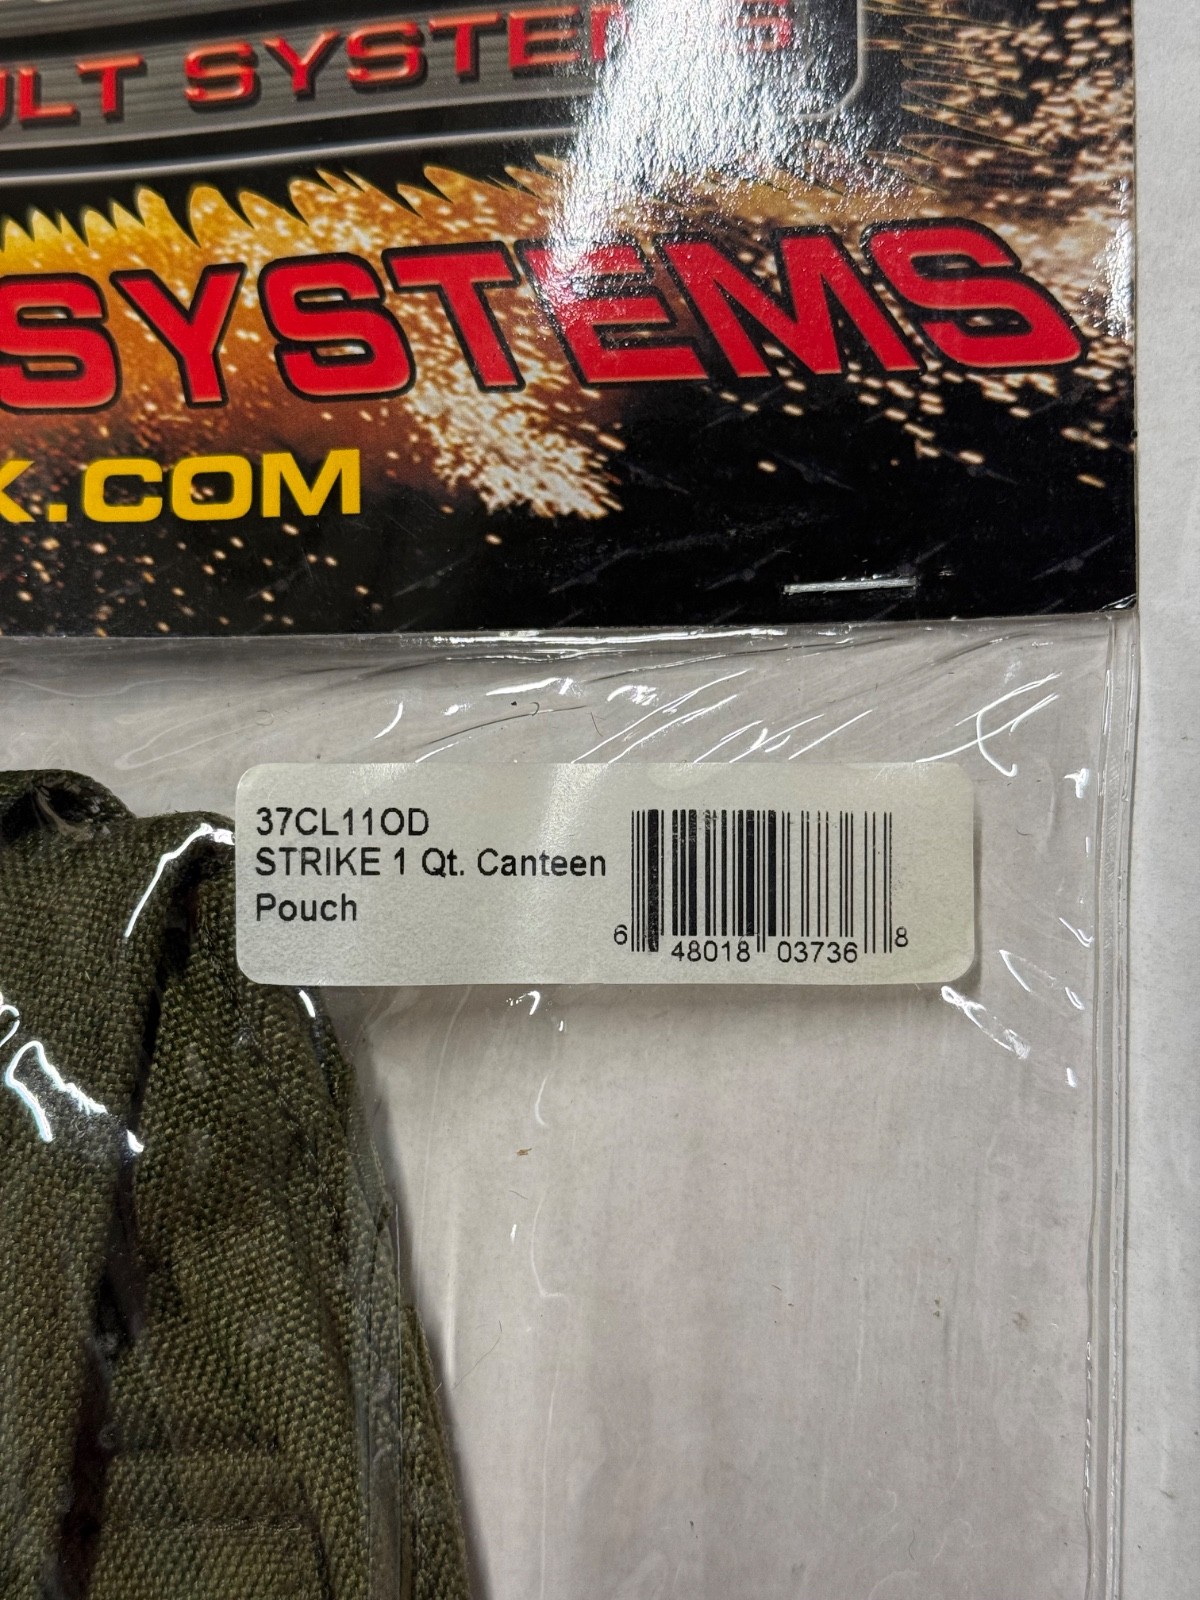 ULT SYSTEMS
SYSTEMS
K.COM
37CL11OD
STRIKE 1 Qt. Canteen
Pouch
6 48018 03736 8